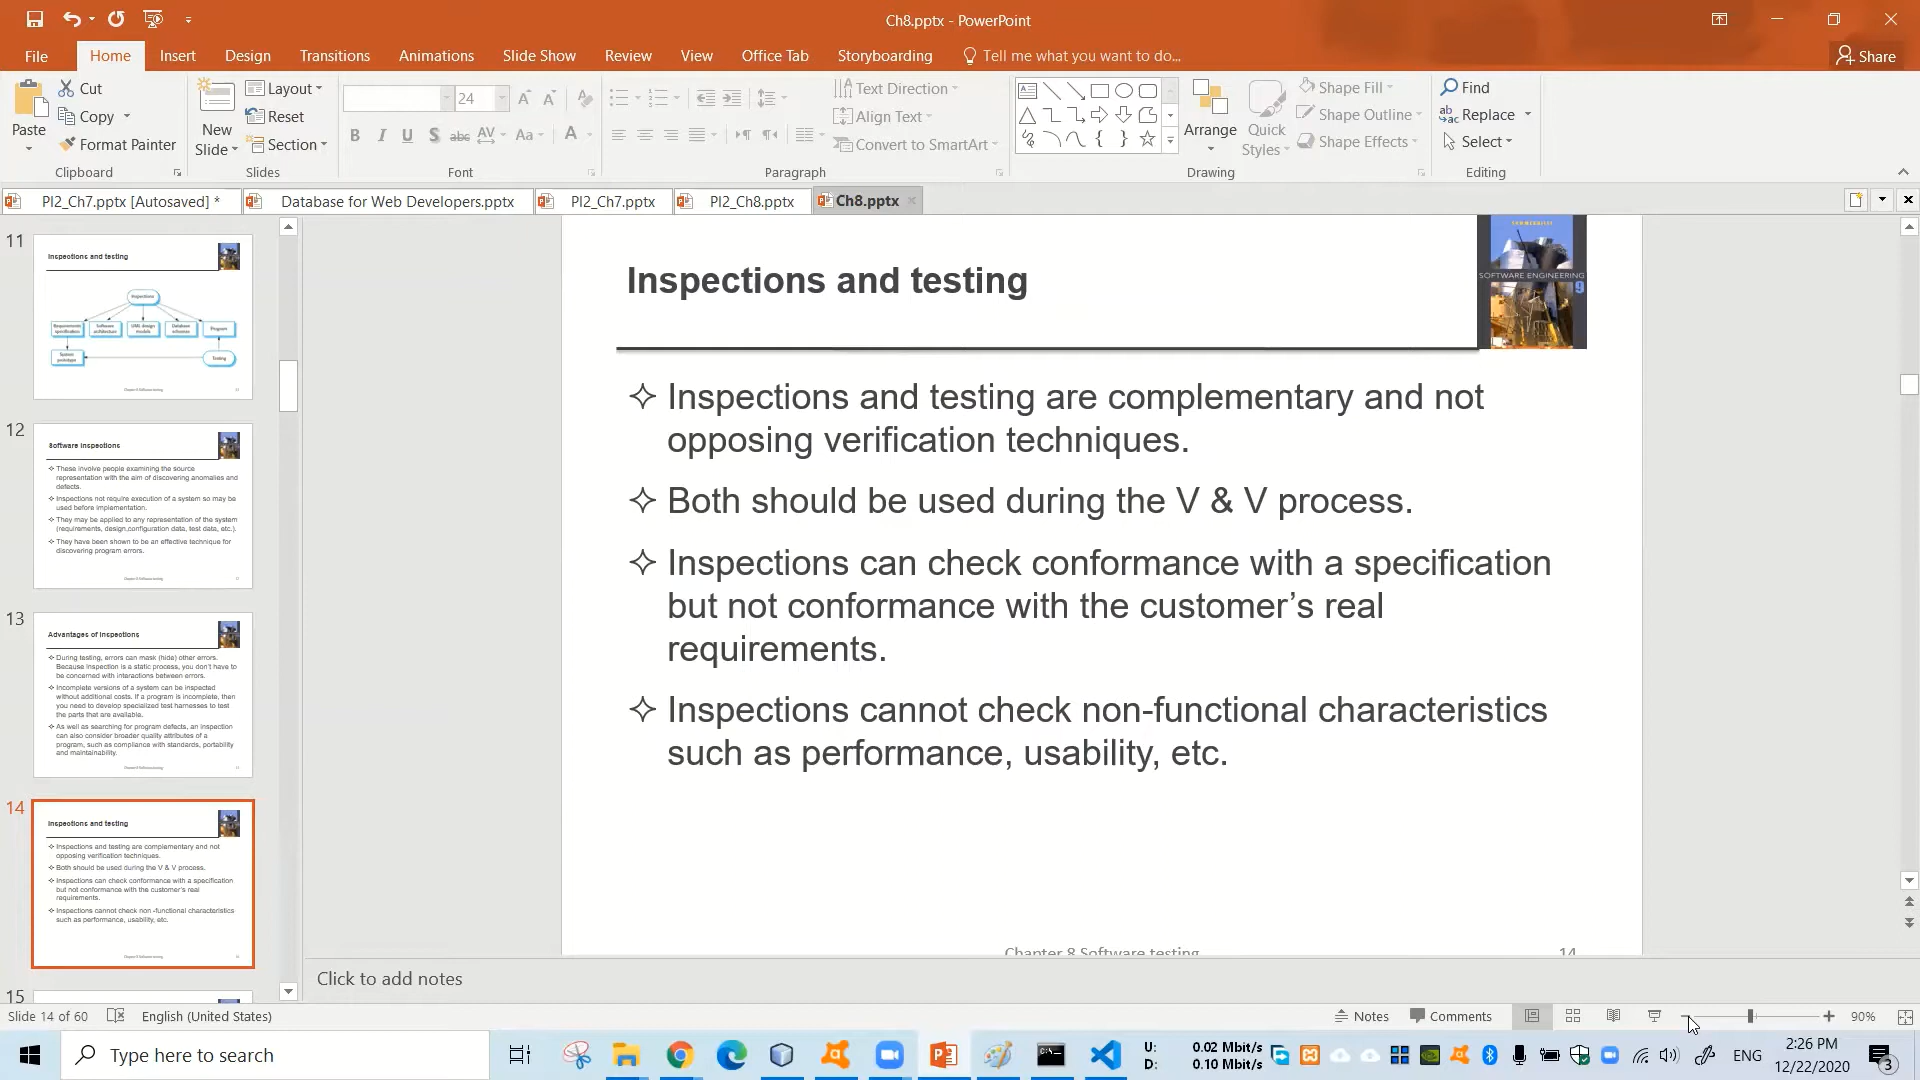 Ch8.pptx - PowerPoint
File Home Insert Design Transitions Animations Slide Show Review View Office Tab Storyboarding Tell me what you want to do... Share
Paste
Cut
Copy
Format Painter
Clipboard
New
Slide
Layout
Reset
Section
Slides
24
Font
Text Direction
Align Text
Convert to SmartArt
Paragraph
Arrange
Quick
Styles
Shape Fill
Shape Outline
Shape Effects
Drawing
Find
Replace
Select
Editing
PI2_Ch7.pptx [Autosaved] * Database for Web Developers.pptx PI2_Ch7.pptx PI2_Ch8.pptx Ch8.pptx
11
Inspections and testing
Inspections
Requirements
specification
Software
architecture
UML design
models
Database
schemas
Program
System
prototype
Testing
12
Software inspections
These involve people examining the source
representation with the aim of discovering anomalies and
defects.
Inspections not require execution of a system so may be
used before implementation.
They may be applied to any representation of the system
(requirements, design,configuration data, test data, etc.).
They have been shown to be an effective technique for
discovering program errors.
13
Advantages of inspections
During testing, errors can mask (hide) other errors.
Because inspection is a static process, you don't have to
be concerned with interactions between errors.
Incomplete versions of a system can be inspected
without additional costs. If a program is incomplete, then
you need to develop specialized test harnesses to test
the parts that are available.
As well as searching for program defects, an inspection
can also consider broader quality attributes of a
program, such as compliance with standards, portability
and maintainability.
14
Inspections and testing
Inspections and testing are complementary and not
opposing verification techniques.
Both should be used during the V & V process.
Inspections can check conformance with a specification
but not conformance with the customer's real
requirements.
Inspections cannot check non -functional characteristics
such as performance, usability, etc.
15
Inspections and testing
SOFTWARE ENGINEERING
9
✧ Inspections and testing are complementary and not
opposing verification techniques.
✧ Both should be used during the V & V process.
✧ Inspections can check conformance with a specification
but not conformance with the customer’s real
requirements.
✧ Inspections cannot check non-functional characteristics
such as performance, usability, etc.
Chapter 8 Software testing 14
Click to add notes
Slide 14 of 60 English (United States) Notes Comments 90%
Type here to search
U: 0.02 Mbit/s
D: 0.10 Mbit/s
ENG
2:26 PM
12/22/2020
3